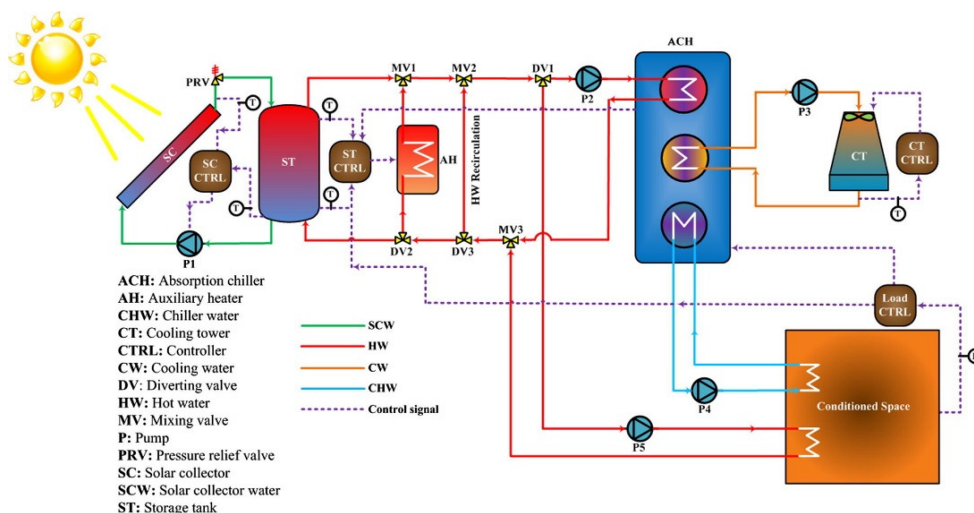 ACH
PRV
MV1
MV2
DV1
P2
P3
T
SC
SC
CTRL
ST
T
ST
CTRL
AH
HW Recirculation
CT
CT
CTRL
T
T
P1
DV2
DV3
MV3
Load
CTRL
T
P4
P5
Conditioned Space
ACH: Absorption chiller
AH: Auxiliary heater
CHW: Chiller water
CT: Cooling tower
CTRL: Controller
CW: Cooling water
DV: Diverting valve
HW: Hot water
MV: Mixing valve
P: Pump
PRV: Pressure relief valve
SC: Solar collector
SCW: Solar collector water
ST: Storage tank
SCW
HW
CW
CHW
Control signal